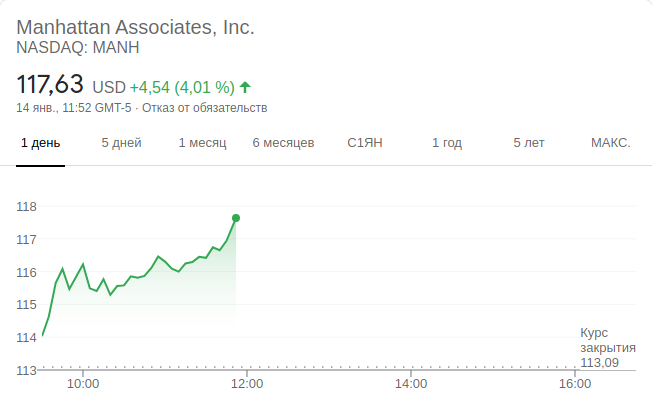 Manhattan Associates, Inc.
NASDAQ: MANH
117,63 USD +4,54 (4,01 %) ↑
14 янв., 11:52 GMT-5 · Отказ от обязательств
1 день 5 дней 1 месяц 6 месяцев С1ЯН 1 год 5 лет МАКС.
118
117
116
115
114
113
Курс
закрытия
113,09
10:00 12:00 14:00 16:00